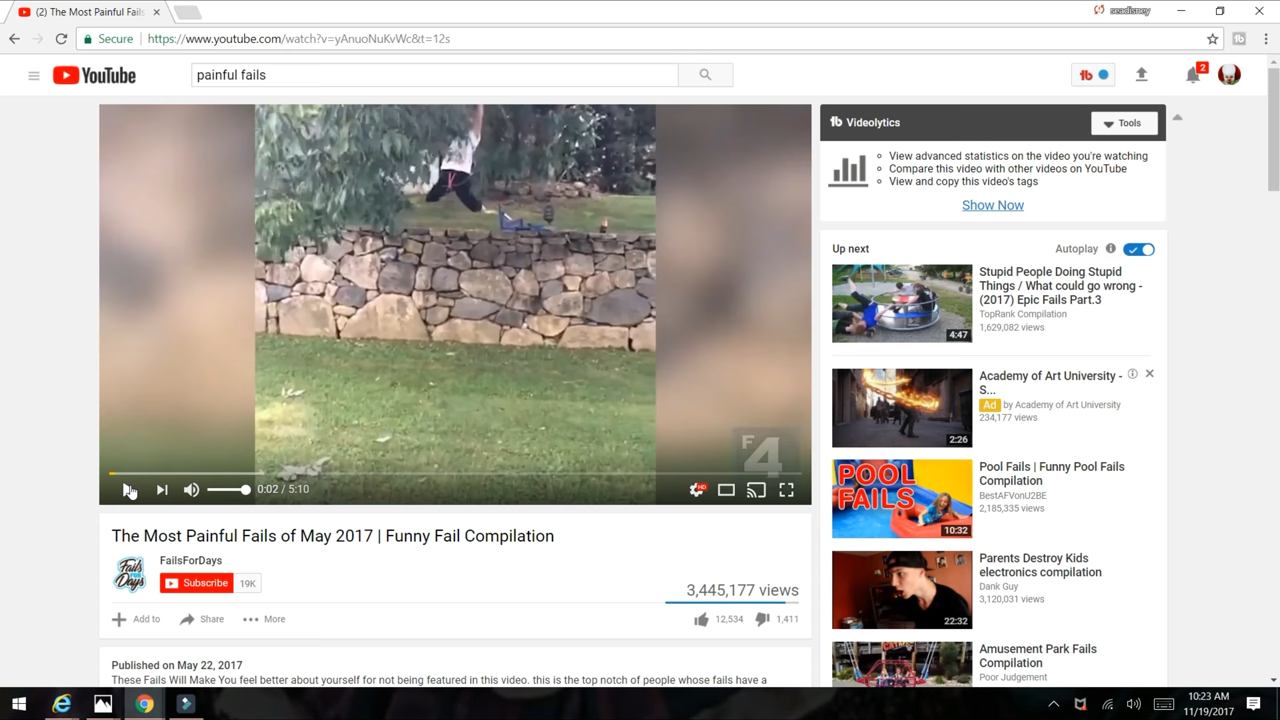 (2) The Most Painful Fails
seadisney
Secure
https://www.youtube.com/watch?v=yAnuoNuKvWc&t=12s
YouTube
painful fails
tb
2
F4
0:02 / 5:10
HD
The Most Painful Fails of May 2017 | Funny Fail Compilation
Fails for Days
FailsForDays
Subscribe 19K
3,445,177 views
Add to
Share
More
12,534
1,411
Published on May 22, 2017
These Fails Will Make You feel better about yourself for not being featured in this video. this is the top notch of people whose fails have a
tb Videolytics
Tools
View advanced statistics on the video you're watching
Compare this video with other videos on YouTube
View and copy this video's tags
Show Now
Up next
Autoplay
4:47
Stupid People Doing Stupid
Things / What could go wrong -
(2017) Epic Fails Part.3
TopRank Compilation
1,629,082 views
2:26
Academy of Art University -
S...
Ad by Academy of Art University
234,177 views
POOL
FAILS
10:32
Pool Fails | Funny Pool Fails
Compilation
BestAFVonU2BE
2,185,335 views
22:32
Parents Destroy Kids
electronics compilation
Dank Guy
3,120,031 views
Amusement Park Fails
Compilation
Poor Judgement
10:23 AM
11/19/2017